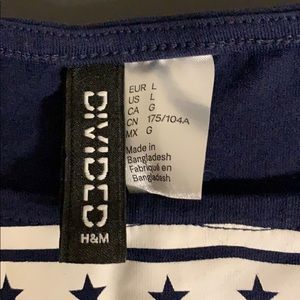 DIVIDED
H&M
EUR L
US L
CA G
CN 175/104A
MX G
Made in
Bangladesh
Fabriqué en
Bangladesh